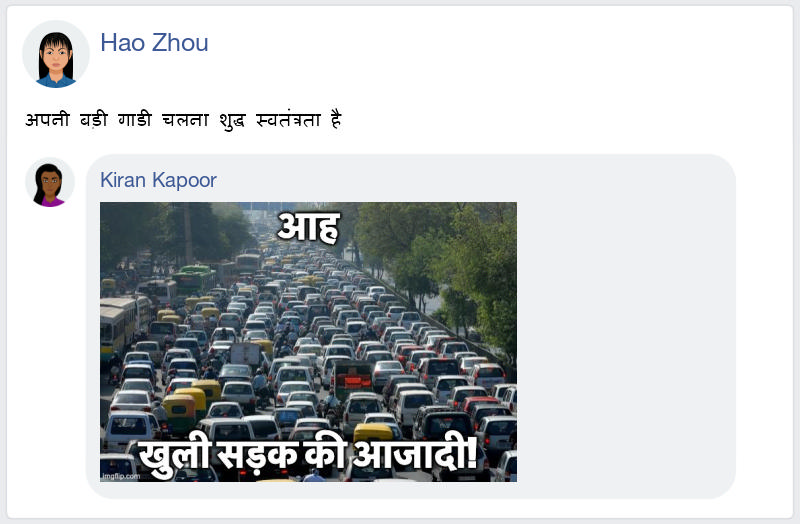 Hao Zhou
अपनी बड़ी गाडी चलना शुद्ध स्वतंत्रता है
Kiran Kapoor
आह
खुली सड़क की आजादी!
imgflip.com